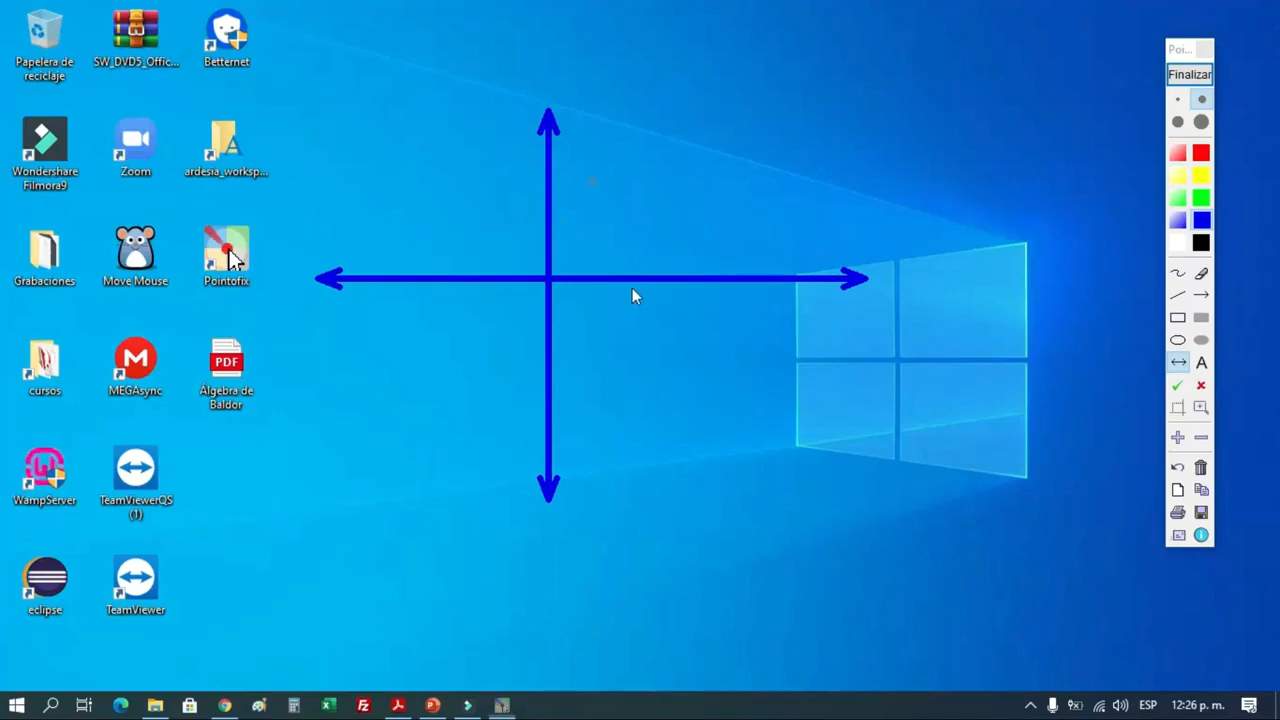 Papelera de
reciclaje
SW_DVD5_Offic...
Betternet
Wondershare
Filmora9
Zoom
ardesia_worksp...
Grabaciones
Move Mouse
Pointofix
cursos
MEGAsync
PDF
Álgebra de
Baldor
WampServer
TeamViewerQS
(1)
eclipse
TeamViewer
Poi...
Finalizar
A
ESP
12:26 p. m.